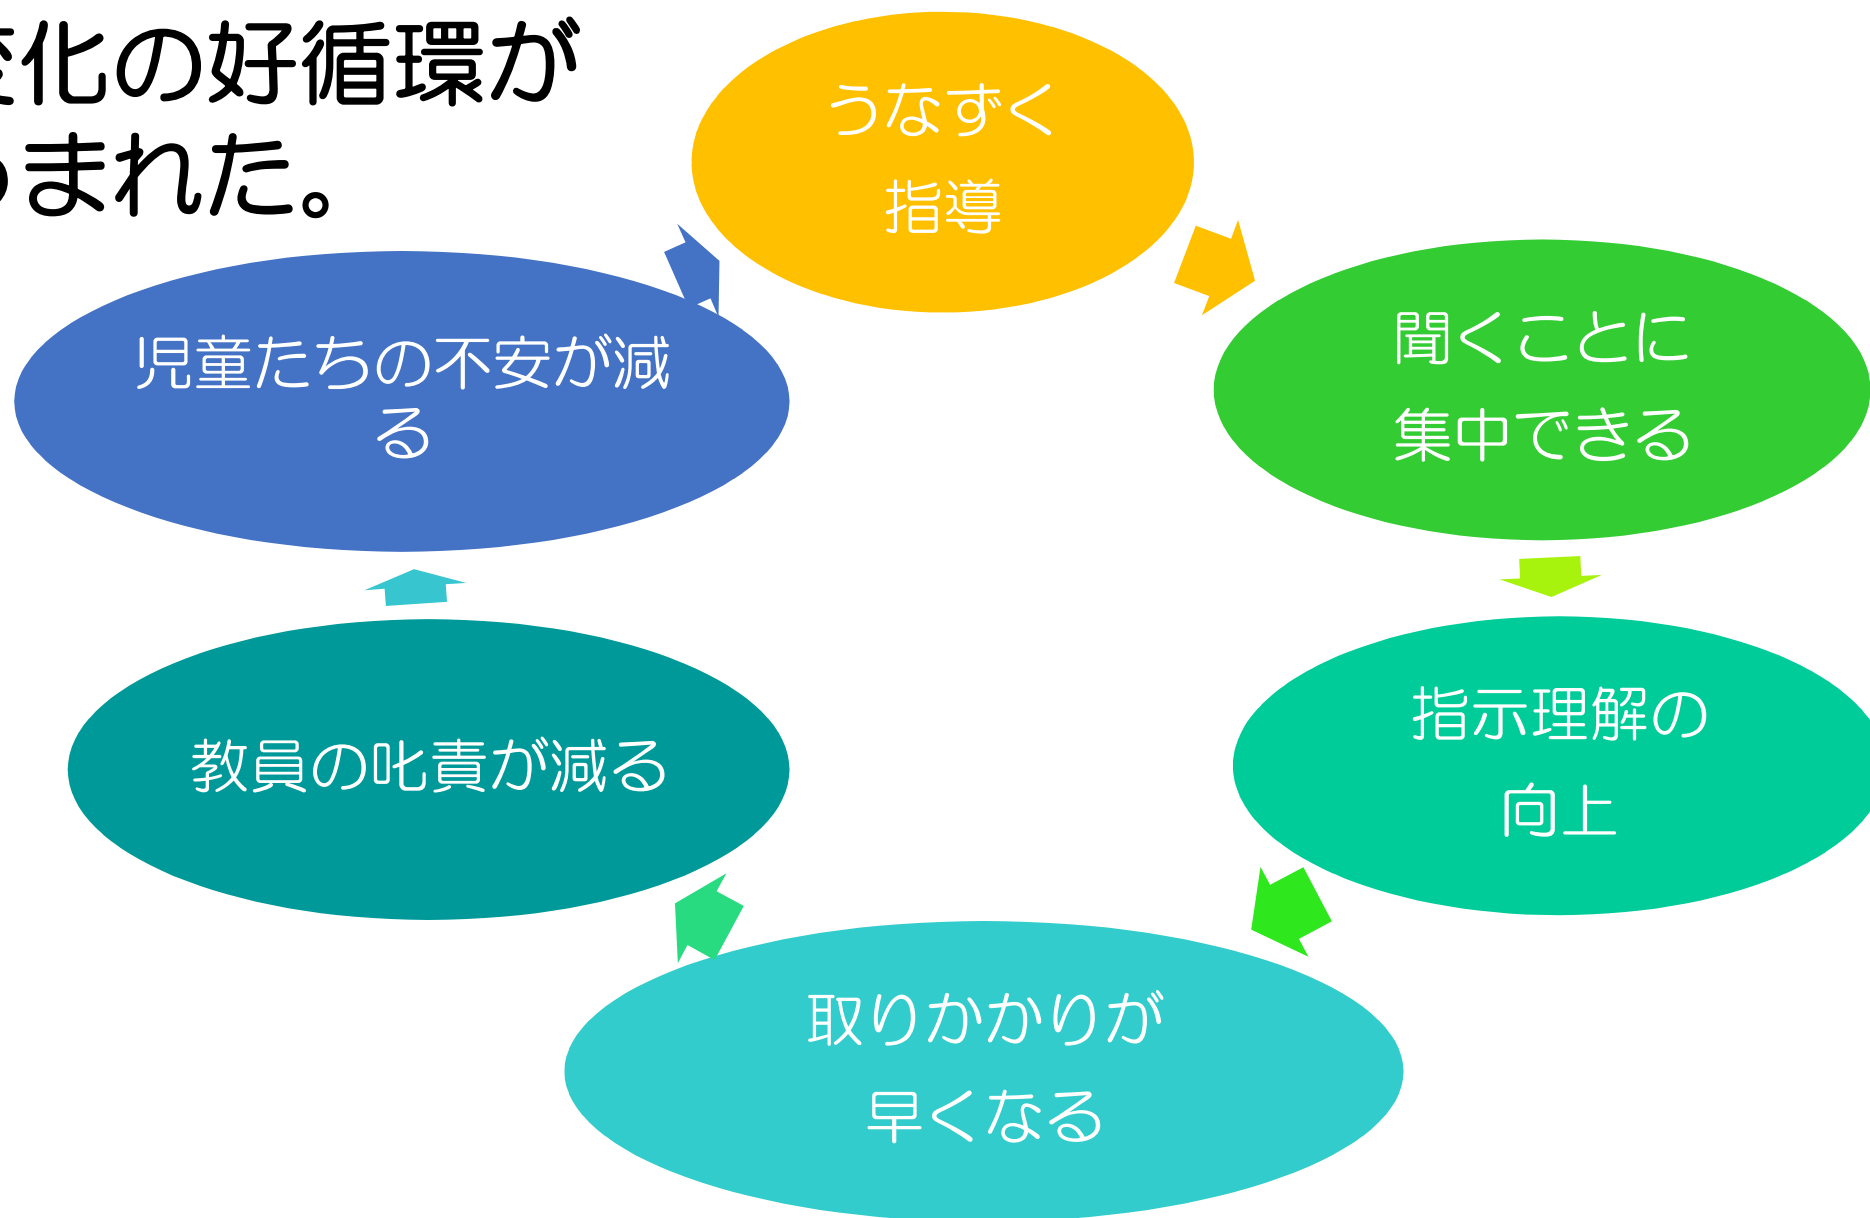 化の好循環が
まれた。
うなずく
指導
聞くことに
集中できる
指示理解の
向上
取りかかりが
早くなる
教員の叱責が減る
児童たちの不安が減
る